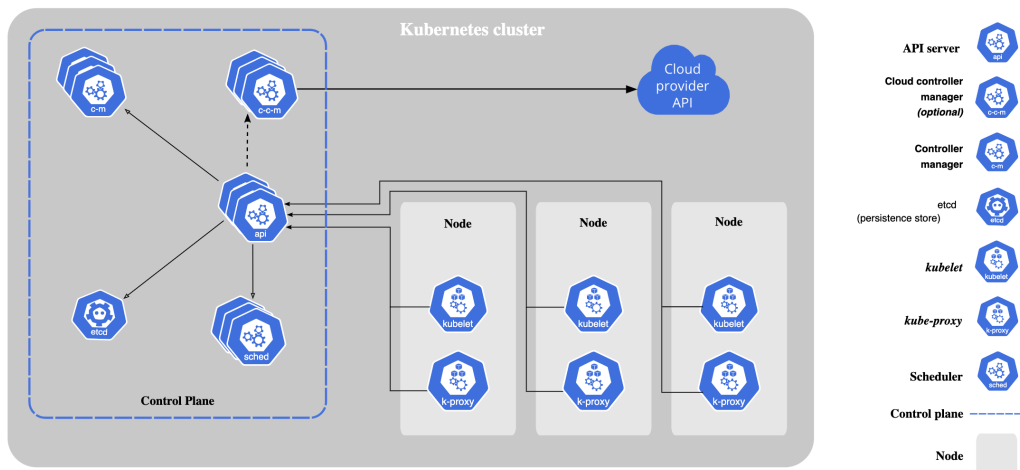 Kubernetes cluster
c-m
c-c-m
Cloud
provider
API
api
etcd
sched
Control Plane
Node
kubelet
k-proxy
Node
kubelet
k-proxy
Node
kubelet
k-proxy
API server
api
Cloud controller
manager
(optional)
c-c-m
Controller
manager
c-m
etcd
(persistence store)
etcd
kubelet
kubelet
kube-proxy
k-proxy
Scheduler
sched
Control plane
Node